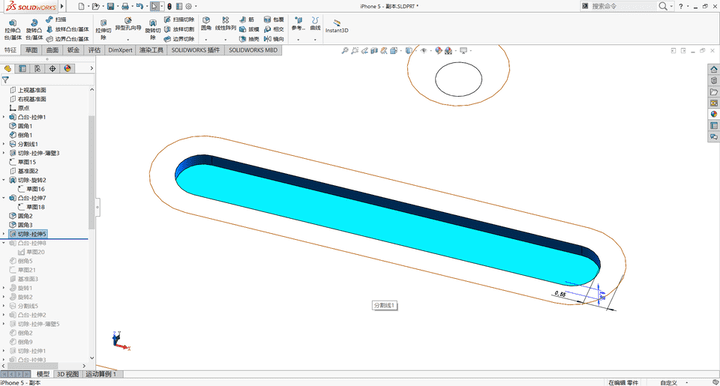 SOLIDWORKS
iPhone 5 - 副本.SLDPRT *
搜索命令
拉伸凸台/基体
旋转凸台/基体
扫描
放样凸台/基体
边界凸台/基体
拉伸切除
异型孔向导
旋转切除
扫描切除
放样切割
边界切除
圆角
线性阵列
筋
拔模
抽壳
包覆
相交
镜向
参考...
曲线
Instant3D
特征
草图
曲面
钣金
评估
DimXpert
渲染工具
SOLIDWORKS 插件
SOLIDWORKS MBD
上视基准面
右视基准面
原点
凸台-拉伸1
圆角1
倒角1
分割线1
切除-拉伸-薄壁3
草图15
基准面2
切除-旋转2
草图16
凸台-拉伸7
草图18
圆角2
圆角3
切除-拉伸5
凸台-拉伸8
草图20
倒角5
草图21
基准面3
旋转1
旋转2
分割线5
凸台-拉伸2
切除-拉伸-薄壁5
倒角2
倒角9
切除-拉伸1
凸台-拉伸3
0.55
分割线1
模型
3D 视图
运动算例 1
iPhone 5 - 副本
在编辑 零件
自定义